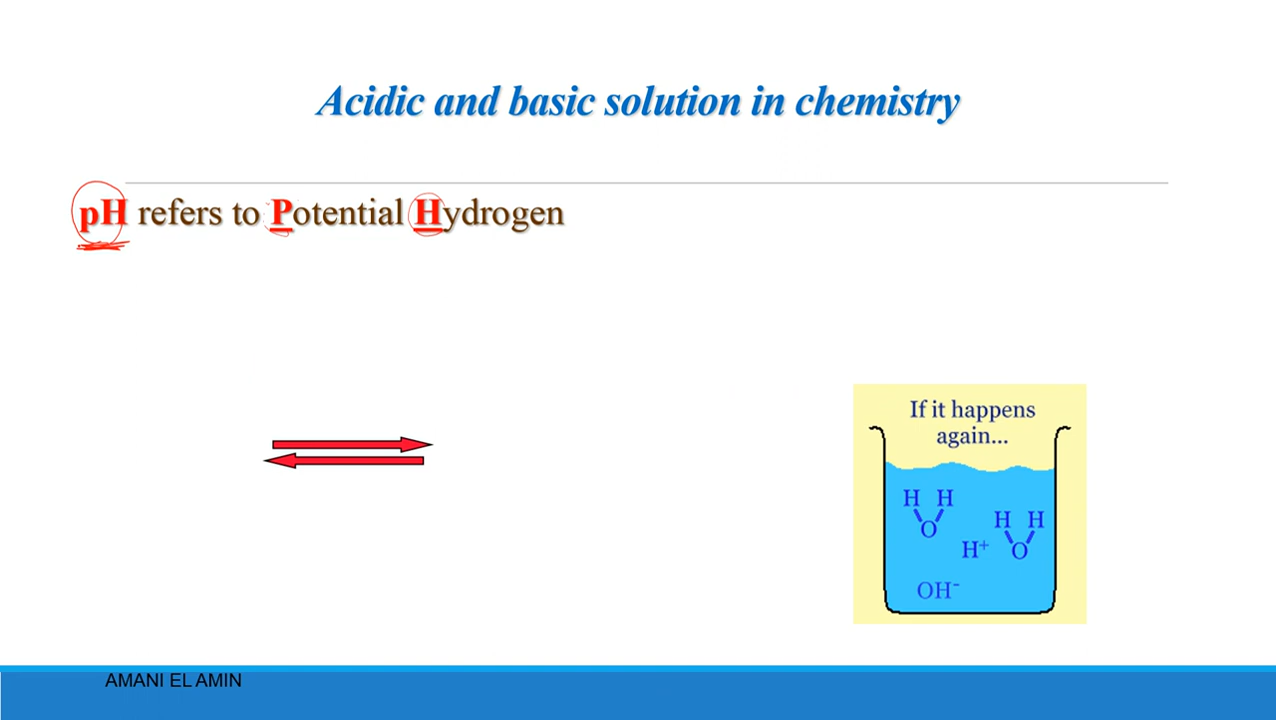 Acidic and basic solution in chemistry
pH refers to Potential Hydrogen
If it happens
again...
H H
O
H H
H⁺ O
OH⁻
AMANI EL AMIN